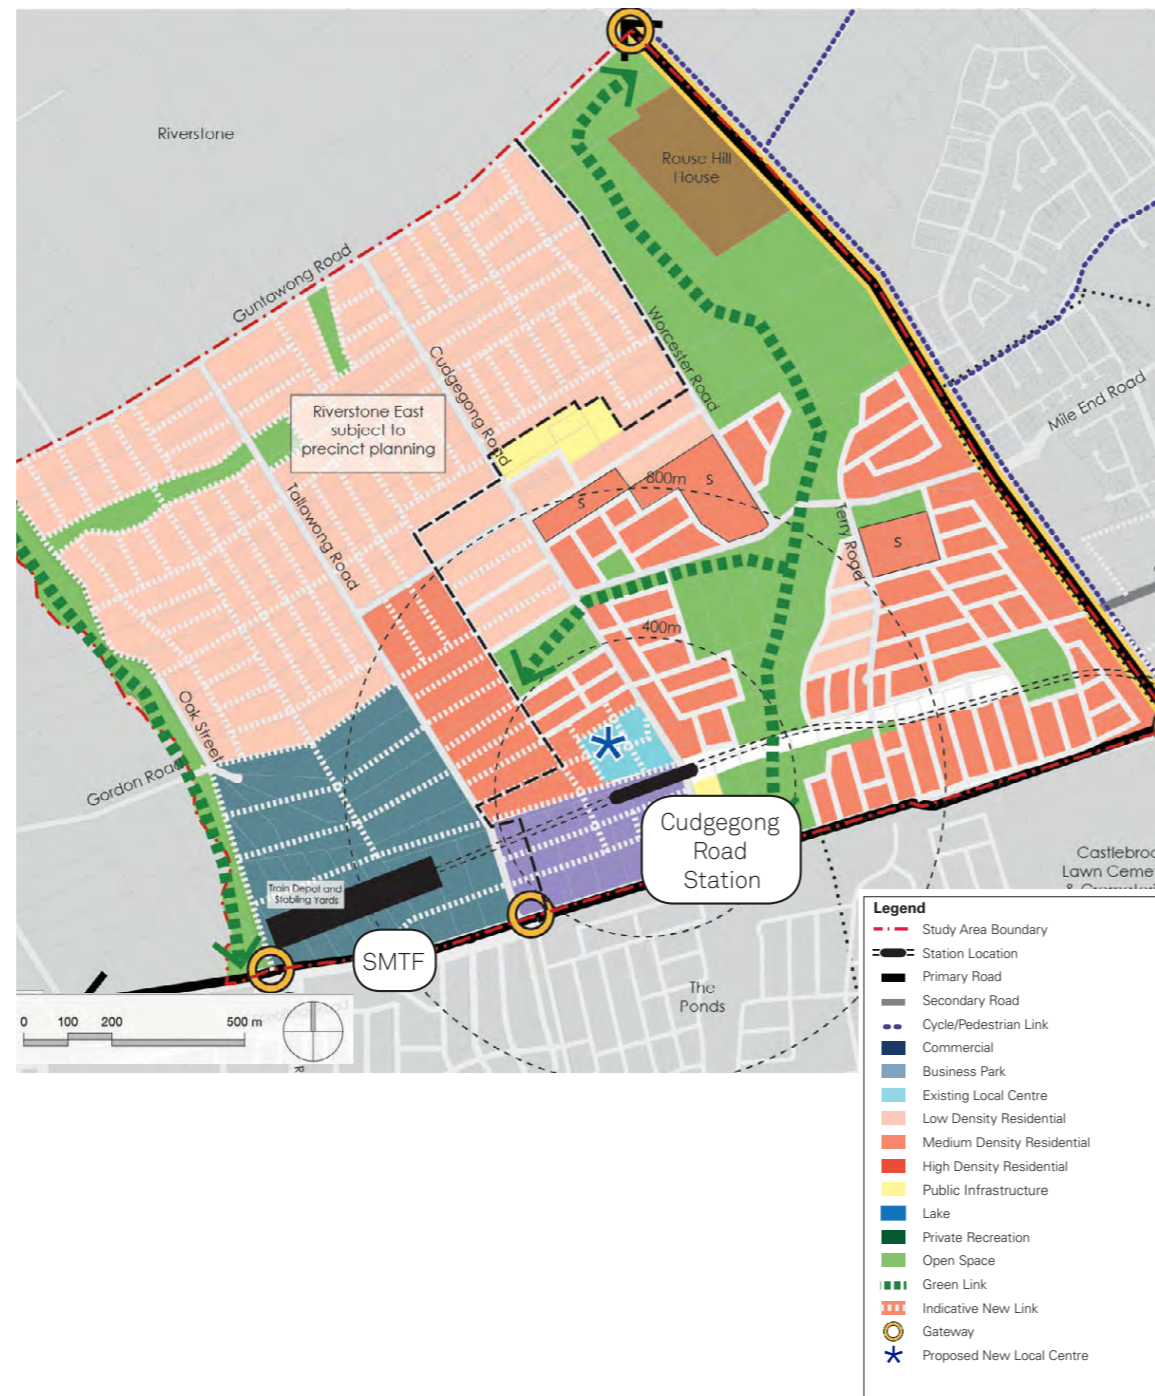 Riverstone
Rouse Hill
House
Guntawong Road
Worcester Road
Cudgegong Road
Mile End Road
Riverstone East
subject to
precinct planning
800m
S
S
Tallawong Road
Terry Road
S
400m
Oak Street
Gordon Road
Cudgegong
Road
Station
Train Depot and
Stabling Yards
SMTF
Castlebroo
Lawn Ceme
The
Ponds
0 100 200 500 m
R
Legend
Study Area Boundary
Station Location
Primary Road
Secondary Road
Cycle/Pedestrian Link
Commercial
Business Park
Existing Local Centre
Low Density Residential
Medium Density Residential
High Density Residential
Public Infrastructure
Lake
Private Recreation
Open Space
Green Link
Indicative New Link
Gateway
Proposed New Local Centre